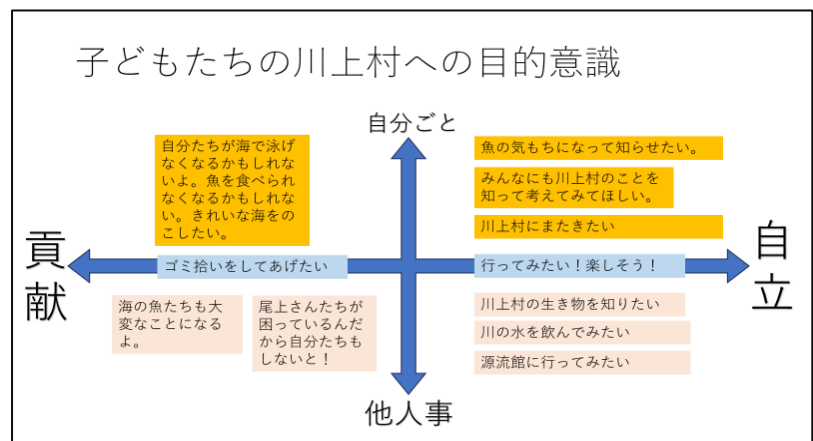 子どもたちの川上村への目的意識
自分ごと
自分たちが海で泳げ
なくなるかもしれな
いよ。魚を食べられ
なくなるかもしれな
い。きれいな海をの
こしたい。
魚の気もちになって知らせたい。
みんなにも川上村のことを
知って考えてみてほしい。
川上村にまたきたい
貢献
ゴミ拾いをしてあげたい
行ってみたい！楽しそう！
自立
海の魚たちも大
変なことになる
よ。
尾上さんたちが
困っているんだ
から自分たちも
しないと！
川上村の生き物を知りたい
川の水を飲んでみたい
源流館に行ってみたい
他人事